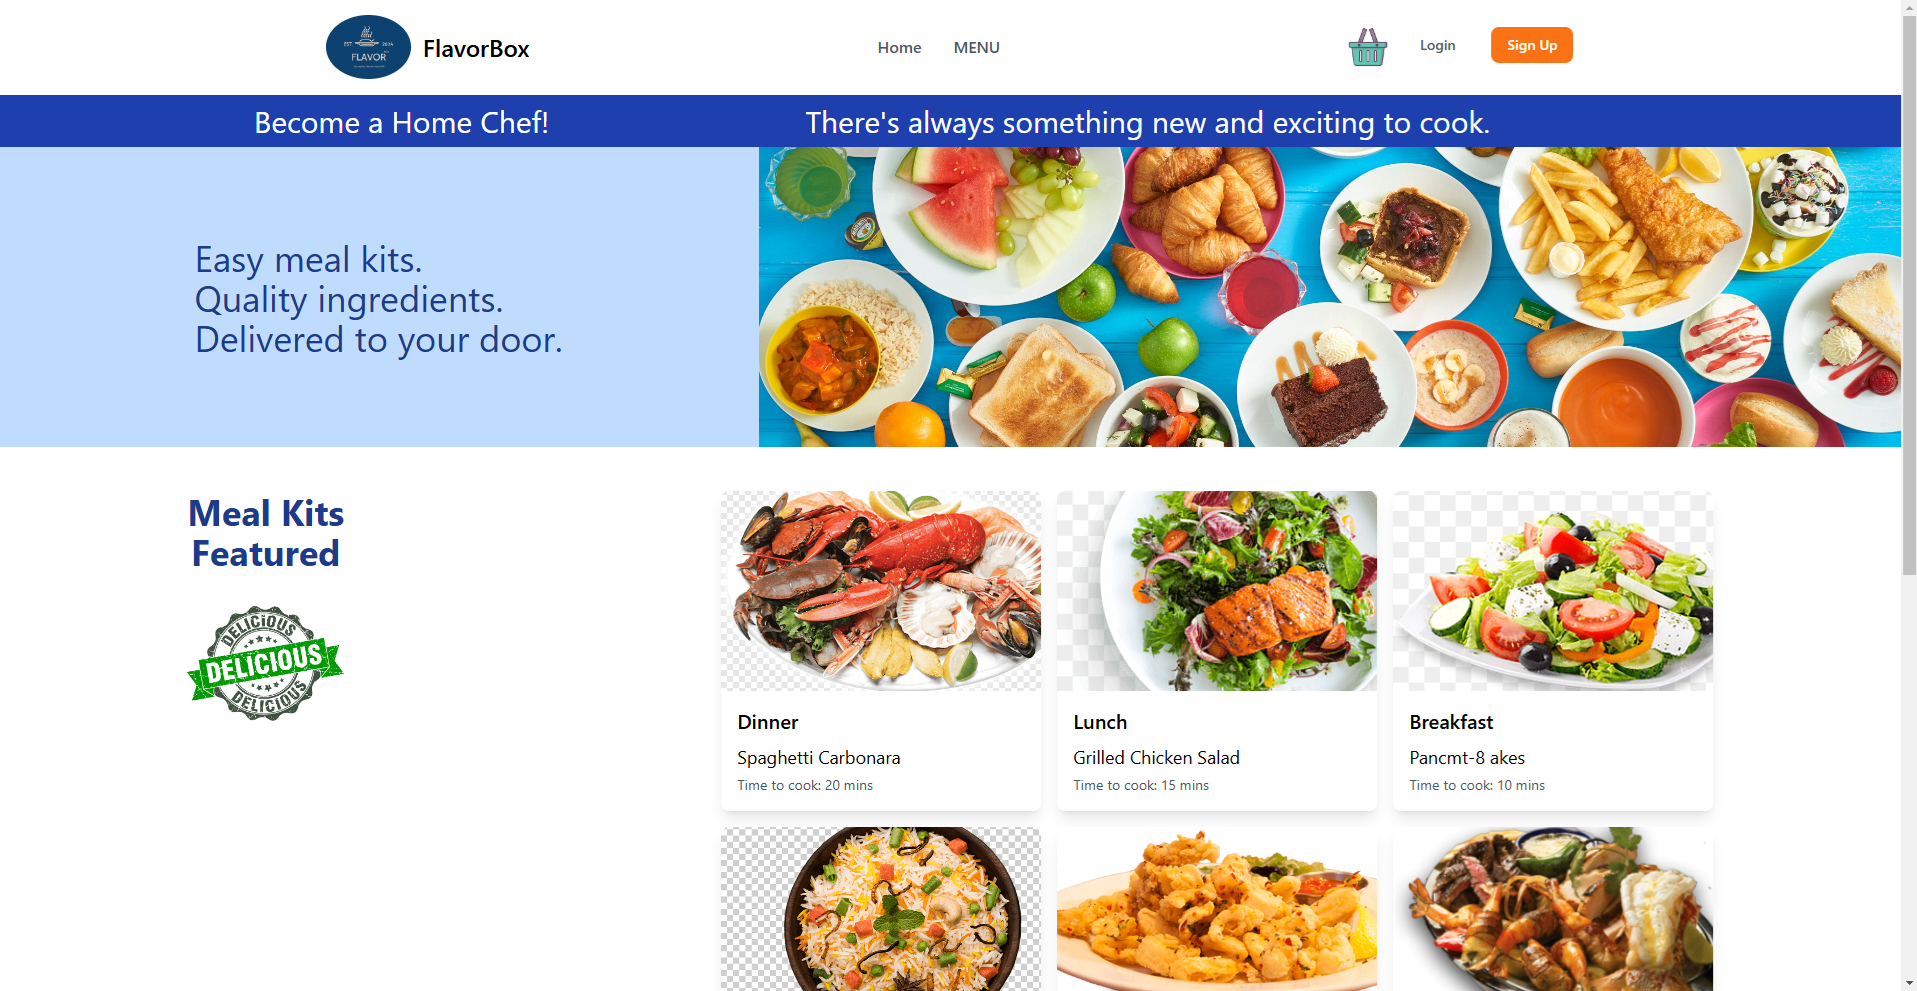 EST. 2024
FLAVOR
FlavorBox
Home
MENU
Login
Sign Up
Become a Home Chef!
There's always something new and exciting to cook.
Easy meal kits.
Quality ingredients.
Delivered to your door.
Meal Kits
Featured
DELICIOUS
DELICIOUS
DELICIOUS
Dinner
Spaghetti Carbonara
Time to cook: 20 mins
Lunch
Grilled Chicken Salad
Time to cook: 15 mins
Breakfast
Pancmt-8 akes
Time to cook: 10 mins